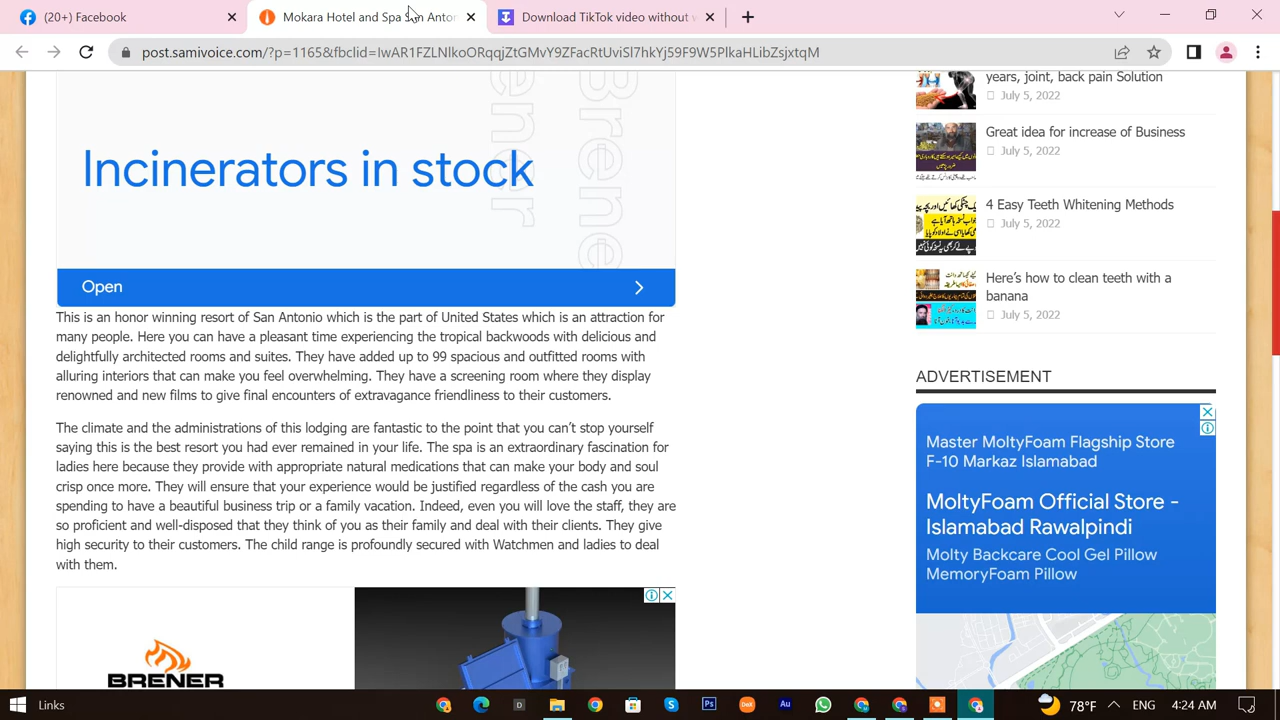 (20+) Facebook
Mokara Hotel and Spa San Anton
Download TikTok video without w
post.samivoice.com/?p=1165&fbclid=IwAR1FZLNlkoORqqjZtGMvY9ZFacRtUviSl7hkYj59F9W5PlkaHLibZsjxtqM
Brener
Incinerators in stock
Open
This is an honor winning resort of San Antonio which is the part of United States which is an attraction for
many people. Here you can have a pleasant time experiencing the tropical backwoods with delicious and
delightfully architected rooms and suites. They have added up to 99 spacious and outfitted rooms with
alluring interiors that can make you feel overwhelming. They have a screening room where they display
renowned and new films to give final encounters of extravagance friendliness to their customers.
The climate and the administrations of this lodging are fantastic to the point that you can't stop yourself
saying this is the best resort you had ever remained in your life. The spa is an extraordinary fascination for
ladies here because they provide with appropriate natural medications that can make your body and soul
crisp once more. They will ensure that your experience would be justified regardless of the cash you are
spending to have a beautiful business trip or a family vacation. Indeed, even you will love the staff, they are
so proficient and well-disposed that they think of you as their family and deal with their clients. They give
high security to their customers. The child range is profoundly secured with Watchmen and ladies to deal
with them.
BRENER
years, joint, back pain Solution
July 5, 2022
Great idea for increase of Business
July 5, 2022
4 Easy Teeth Whitening Methods
July 5, 2022
Here's how to clean teeth with a
banana
July 5, 2022
ADVERTISEMENT
Master MoltyFoam Flagship Store
F-10 Markaz Islamabad
MoltyFoam Official Store -
Islamabad Rawalpindi
Molty Backcare Cool Gel Pillow
MemoryFoam Pillow
Links
78°F
ENG
4:24 AM